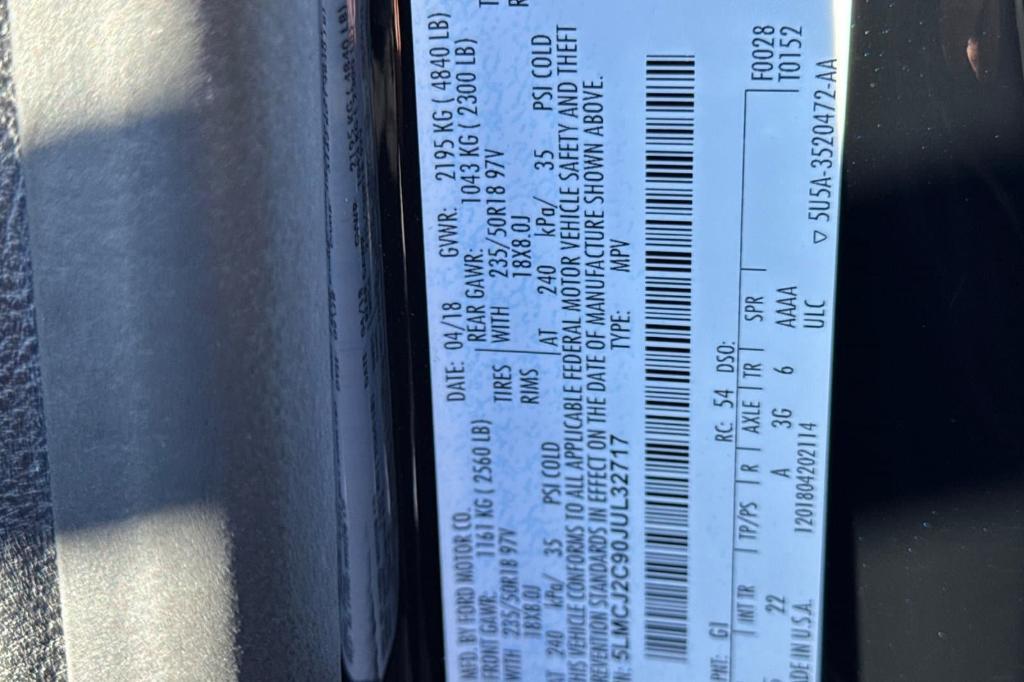 MFD. BY FORD MOTOR CO.
DATE: 04/18 GVWR: 2195 KG ( 4840 LB)
FRONT GAWR: 1161 KG ( 2560 LB) REAR GAWR: 1043 KG ( 2300 LB)
WITH 235/50R18 97V TIRES WITH 235/50R18 97V
18X8.0J RIMS 18X8.0J
AT 240 kPa/ 35 PSI COLD AT 240 kPa/ 35 PSI COLD
THIS VEHICLE CONFORMS TO ALL APPLICABLE FEDERAL MOTOR VEHICLE SAFETY AND THEFT
PREVENTION STANDARDS IN EFFECT ON THE DATE OF MANUFACTURE SHOWN ABOVE.
: 5LMCJ2C90JUL32717 TYPE: MPV
PNT: G1 RC: 54 DSO: F0028
T0152
INT TR TP/PS R AXLE TR SPR
22 A 3G 6 AAAA
ADE IN U.S.A. 1201804202114 ULC 5U5A-3520472-AA